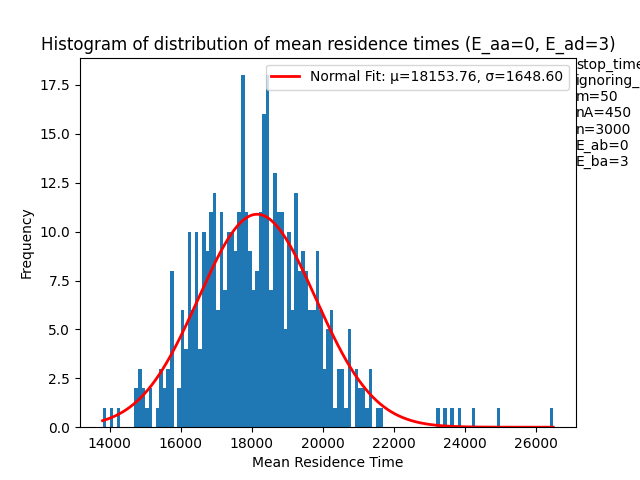 Histogram of distribution of mean residence times (E_aa=0, E_ad=3)
Normal Fit: μ=18153.76, σ=1648.60
stop_time
ignoring_
m=50
nA=450
n=3000
E_ab=0
E_ba=3
17.5
15.0
12.5
10.0
7.5
5.0
2.5
0.0
Frequency
14000 16000 18000 20000 22000 24000 26000
Mean Residence Time